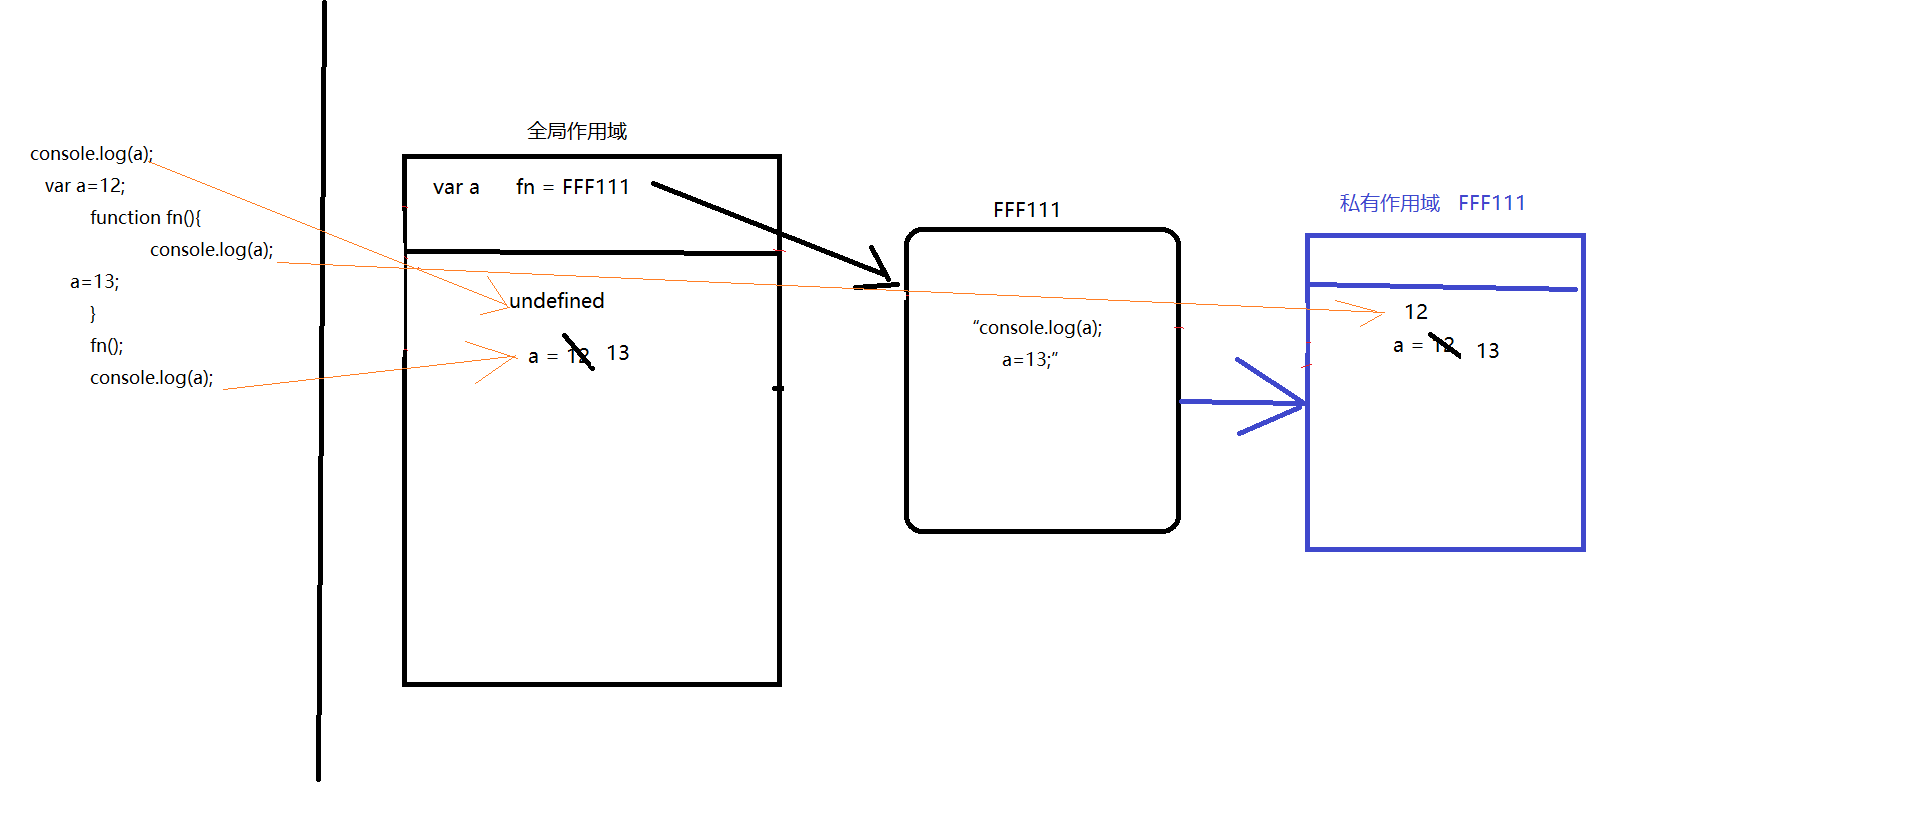 console.log(a);
var a=12;
function fn(){
console.log(a);
a=13;
}
fn();
console.log(a);
全局作用域
var a fn = FFF111
undefined
a = 12 13
FFF111
“console.log(a);
a=13;“
私有作用域 FFF111
12
a = 12 13